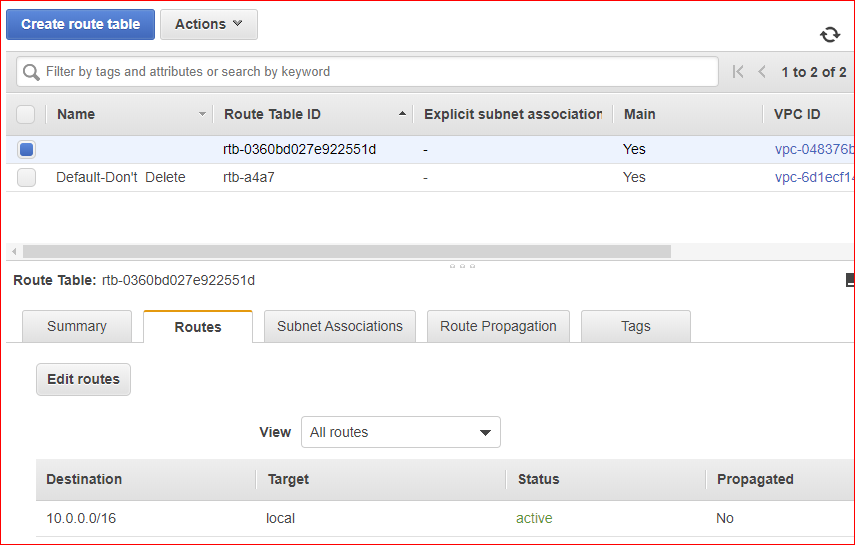 Create route table Actions
Filter by tags and attributes or search by keyword 1 to 2 of 2
Name Route Table ID Explicit subnet association Main VPC ID
rtb-0360bd027e922551d - Yes vpc-048376b
Default-Don't Delete rtb-a4a7 - Yes vpc-6d1ecf14
Route Table: rtb-0360bd027e922551d
Summary Routes Subnet Associations Route Propagation Tags
Edit routes
View All routes
Destination Target Status Propagated
10.0.0.0/16 local active No